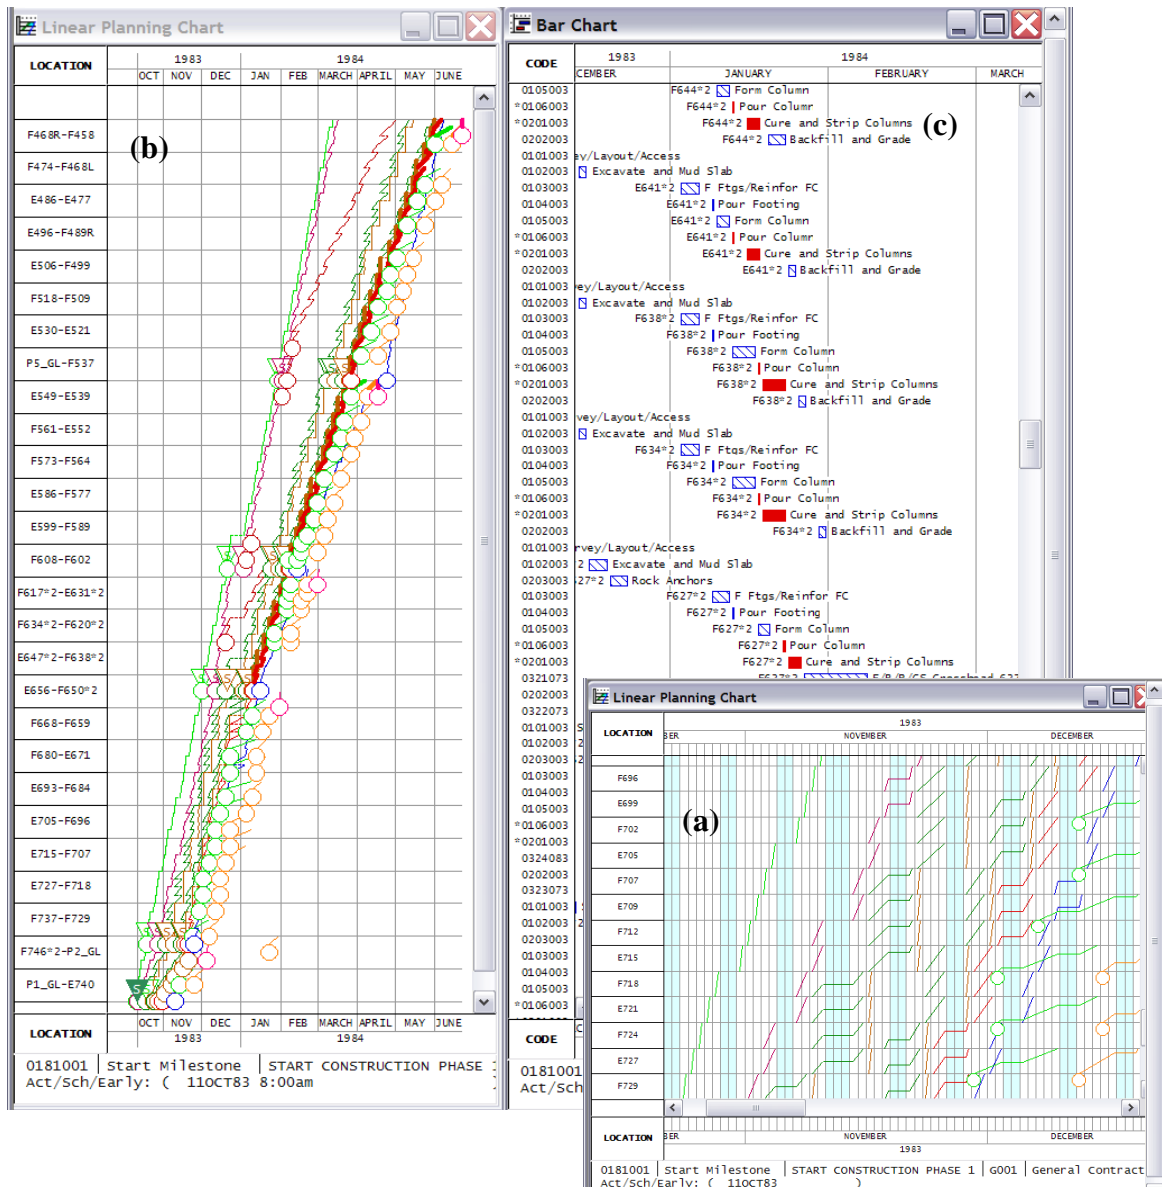 Linear Planning Chart
LOCATION
1983 1984
OCT NOV DEC JAN FEB MARCH APRIL MAY JUNE
(b)
F468R-F458
F474-F468L
E486-E477
E496-F489R
E506-F499
F518-F509
E530-E521
P5_GL-F537
E549-E539
F561-E552
F573-F564
E586-F577
E599-F589
F608-F602
F617*2-E631*2
F634*2-F620*2
E647*2-F638*2
E656-F650*2
F668-F659
F680-E671
E693-F684
E705-F696
E715-F707
E727-F718
F737-F729
F746*2-P2_GL
P1_GL-E740
LOCATION
OCT NOV DEC JAN FEB MARCH APRIL MAY JUNE
1983 1984
0181001 Start Milestone START CONSTRUCTION PHASE 1
Act/Sch/Early: ( 11OCT83 8:00am )
Bar Chart
CODE
1983 1984
CEMBER JANUARY FEBRUARY MARCH
(c)
0105003 F644*2 Form Column
*0106003 F644*2 Pour Column
*0201003 F644*2 Cure and Strip Columns
0202003 F644*2 Backfill and Grade
0101003 ey/Layout/Access
0102003 Excavate and Mud Slab
0103003 E641*2 F Ftgs/Reinfor FC
0104003 E641*2 Pour Footing
0105003 E641*2 Form Column
*0106003 E641*2 Pour Column
*0201003 E641*2 Cure and Strip Columns
0202003 E641*2 Backfill and Grade
0101003 vey/Layout/Access
0102003 Excavate and Mud Slab
0103003 F638*2 F Ftgs/Reinfor FC
0104003 F638*2 Pour Footing
0105003 F638*2 Form Column
*0106003 F638*2 Pour Column
*0201003 F638*2 Cure and Strip Columns
0202003 F638*2 Backfill and Grade
0101003 vey/Layout/Access
0102003 Excavate and Mud Slab
0103003 F634*2 F Ftgs/Reinfor FC
0104003 F634*2 Pour Footing
0105003 F634*2 Form Column
*0106003 F634*2 Pour Column
*0201003 F634*2 Cure and Strip Columns
0202003 F634*2 Backfill and Grade
0101003 rvey/Layout/Access
0102003 2 Excavate and Mud Slab
0203003 27*2 Rock Anchors
0103003 F627*2 F Ftgs/Reinfor FC
0104003 F627*2 Pour Footing
0105003 F627*2 Form Column
*0106003 F627*2 Pour Column
*0201003 F627*2 Cure and Strip Columns
0321073
0202003
0322073
0101003
0102003
0203003
0103003
0104003
0105003
*0106003
*0201003
0324083
0202003
0323073
0101003
0102003
0203003
0103003
0104003
0105003
*0106003
CODE
0181001
Act/Sch
Linear Planning Chart
LOCATION
1983
BER NOVEMBER DECEMBER
(a)
F696
E699
F702
E705
F707
E709
F712
E715
F718
E721
F724
E727
F729
LOCATION
BER NOVEMBER DECEMBER
1983
0181001 Start Milestone START CONSTRUCTION PHASE 1 G001 General Contract
Act/Sch/Early: ( 11OCT83 )